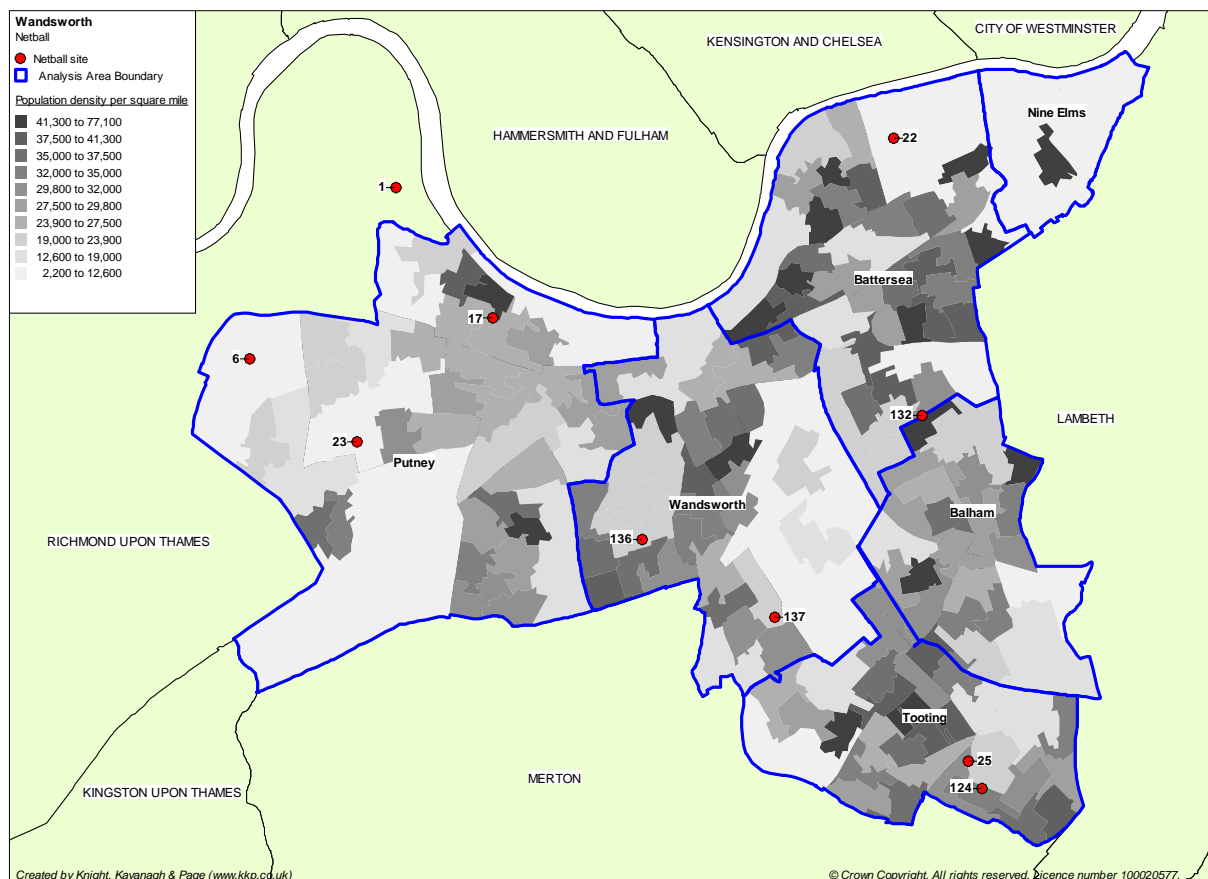 Wandsworth
Netball
Netball site
Analysis Area Boundary
Population density per square mile
41,300 to 77,100
37,500 to 41,300
35,000 to 37,500
32,000 to 35,000
29,800 to 32,000
27,500 to 29,800
23,900 to 27,500
19,000 to 23,900
12,600 to 19,000
2,200 to 12,600
CITY OF WESTMINSTER
KENSINGTON AND CHELSEA
Nine Elms
HAMMERSMITH AND FULHAM
22
1
Battersea
17
6
132
LAMBETH
23
Putney
Wandsworth
Balham
136
RICHMOND UPON THAMES
137
Tooting
25
MERTON
124
KINGSTON UPON THAMES
Created by Knight, Kavanagh & Page (www.kkp.co.uk)
© Crown Copyright. All rights reserved. Licence number 100020577.